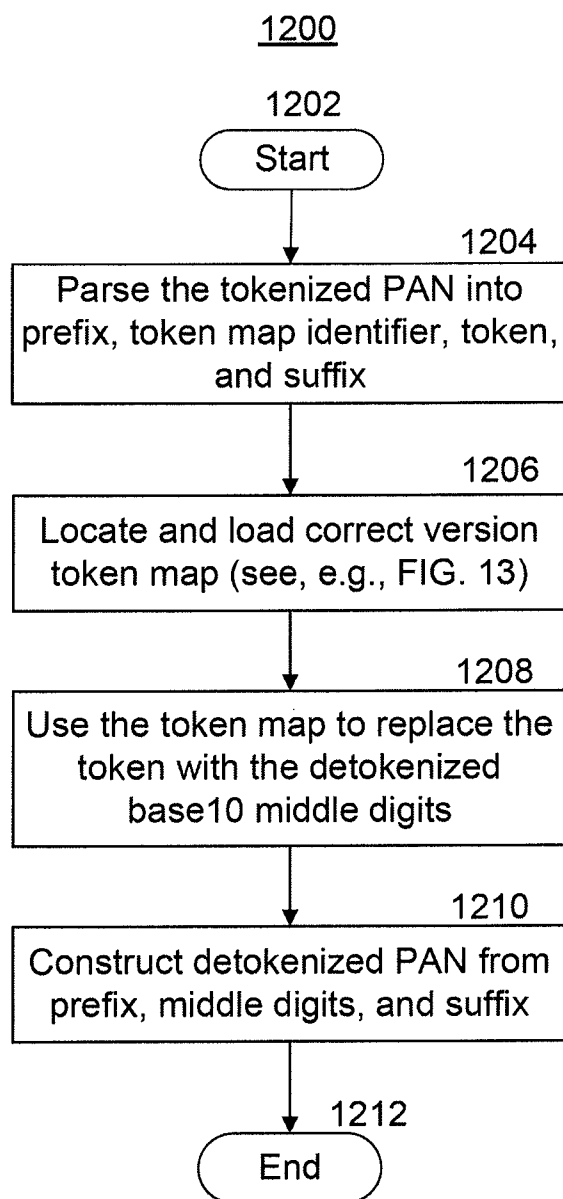 1200
1202
Start
1204
Parse the tokenized PAN into
prefix, token map identifier, token,
and suffix
1206
Locate and load correct version
token map (see, e.g., FIG. 13)
1208
Use the token map to replace the
token with the detokenized
base10 middle digits
1210
Construct detokenized PAN from
prefix, middle digits, and suffix
1212
End